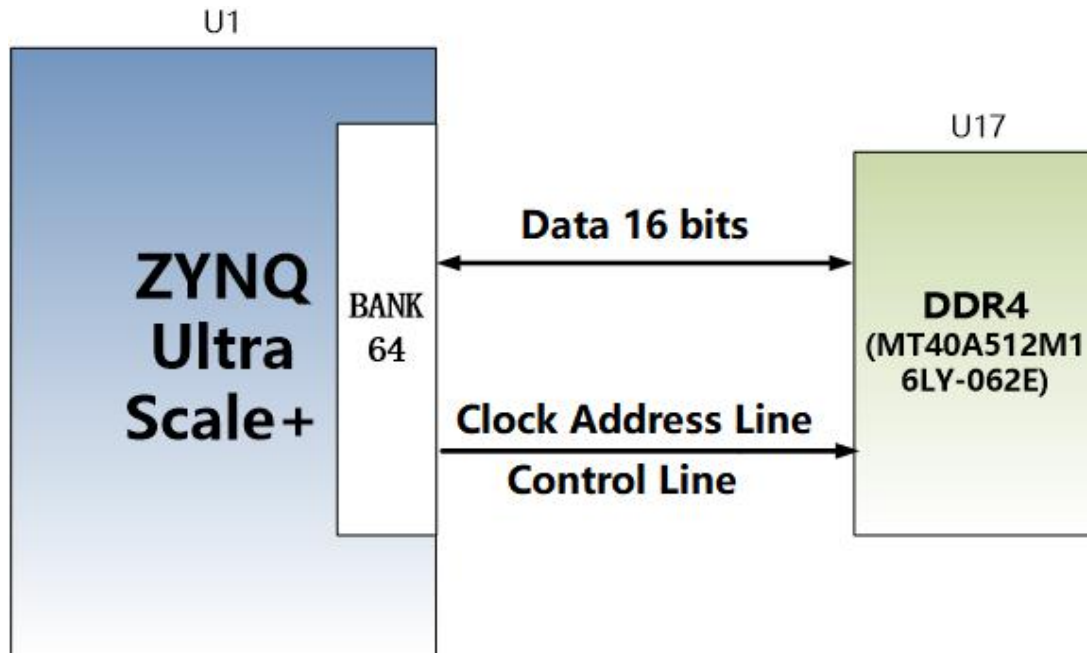 U1
U17
Data 16 bits
ZYNQ
Ultra
Scale+
BANK
64
DDR4
(MT40A512M1
6LY-062E)
Clock Address Line
Control Line